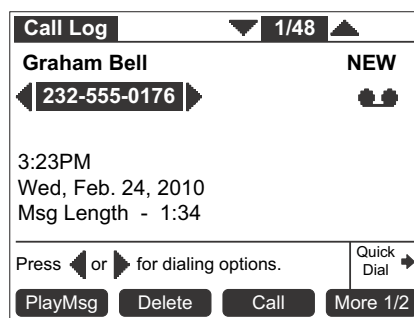 Call Log 1/48
Graham Bell NEW
232-555-0176
3:23PM
Wed, Feb. 24, 2010
Msg Length - 1:34
Press or for dialing options.
Quick Dial
PlayMsg Delete Call More 1/2